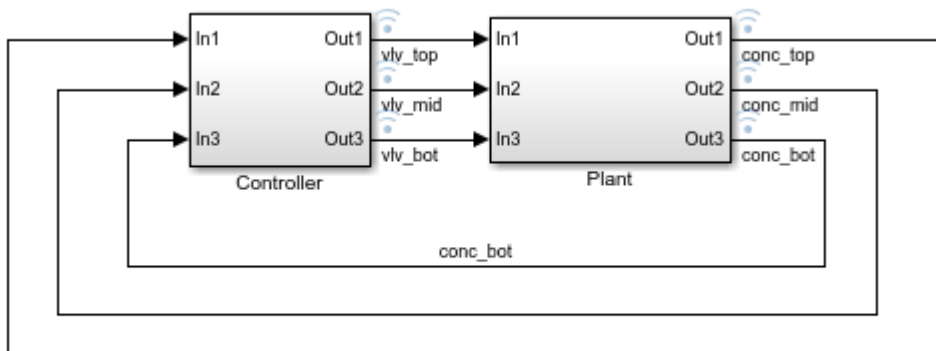 In1 Out1 In1 Out1
vlv_top conc_top
In2 Out2 In2 Out2
vlv_mid conc_mid
In3 Out3 In3 Out3
vlv_bot conc_bot
Controller Plant
conc_bot